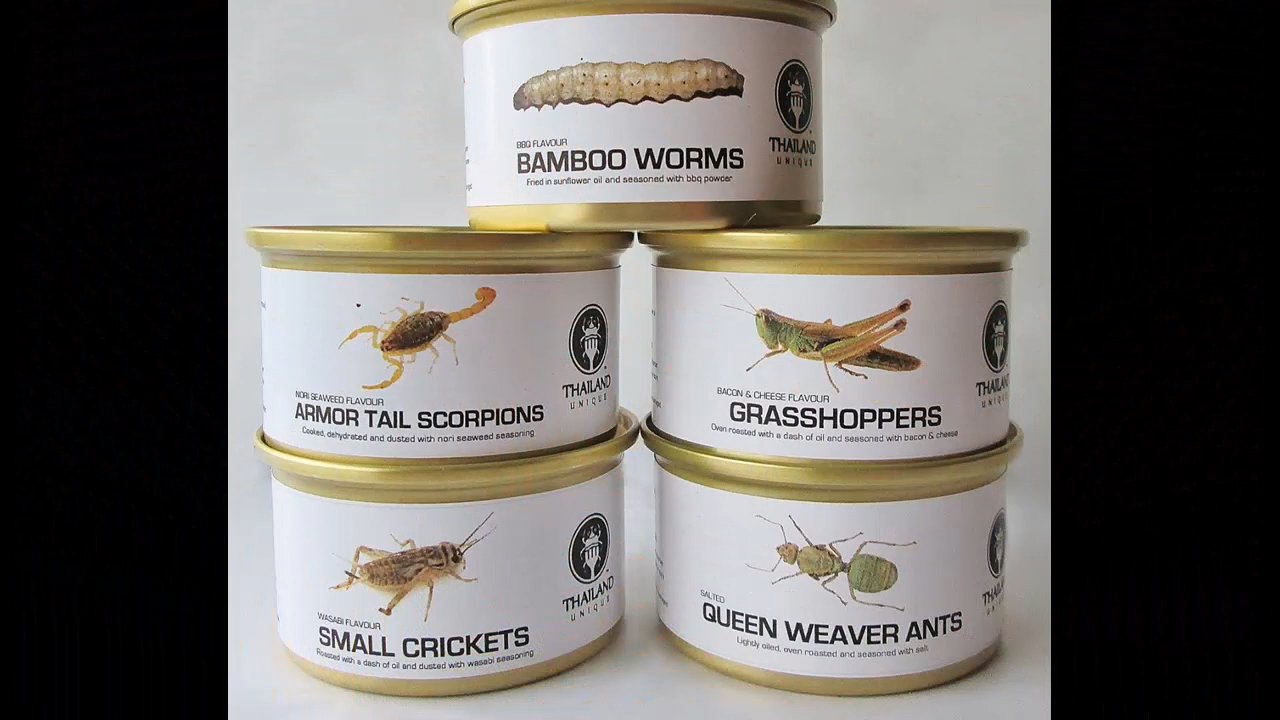 BBQ FLAVOUR
BAMBOO WORMS
Fried in sunflower oil and seasoned with bbq powder
THAILAND
UNIQUE
NORI SEAWEED FLAVOUR
ARMOR TAIL SCORPIONS
Cooked, dehydrated and dusted with nori seaweed seasoning
THAILAND
UNIQUE
BACON & CHEESE FLAVOUR
GRASSHOPPERS
Oven roasted with a dash of oil and seasoned with bacon & cheese
THAILAND
UNIQUE
WASABI FLAVOUR
SMALL CRICKETS
Roasted with a dash of oil and dusted with wasabi seasoning
THAILAND
UNIQUE
SALTED
QUEEN WEAVER ANTS
Lightly oiled, oven roasted and seasoned with salt